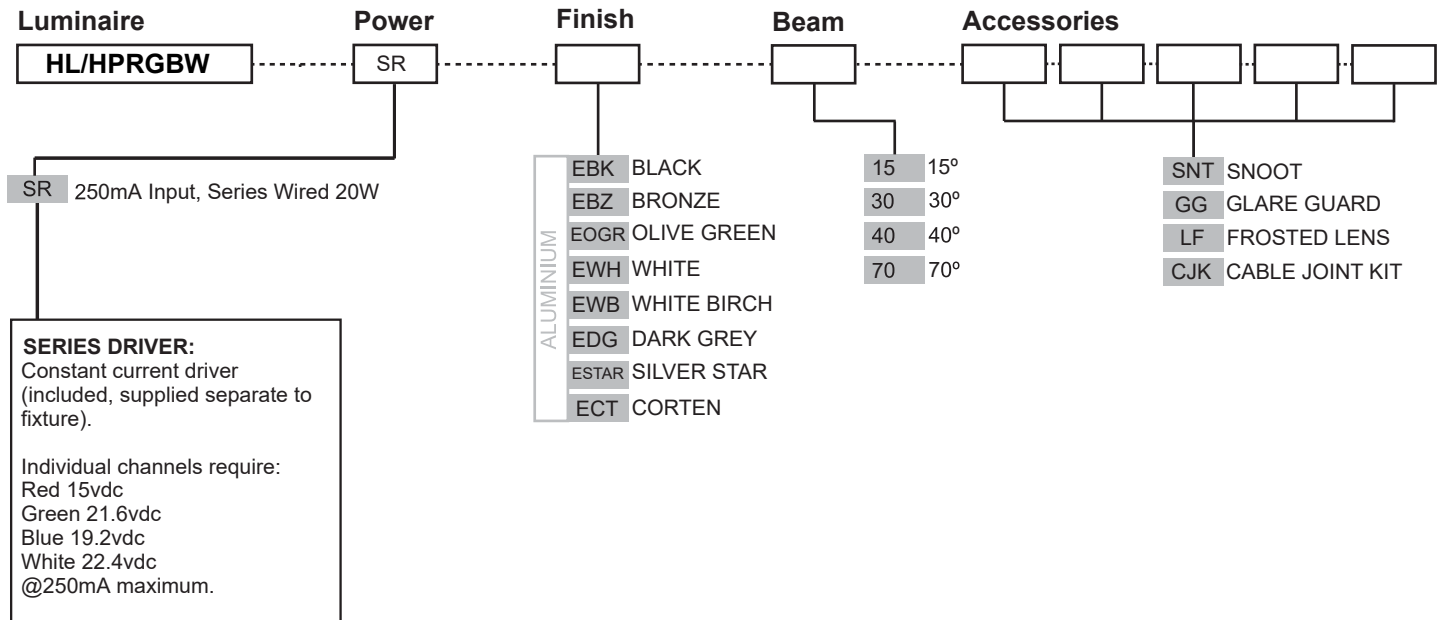 Luminaire Power Finish Beam Accessories
HL/HPRGBW SR
SR 250mA Input, Series Wired 20W
ALUMINIUM
EBK BLACK
EBZ BRONZE
EOGR OLIVE GREEN
EWH WHITE
EWB WHITE BIRCH
EDG DARK GREY
ESTAR SILVER STAR
ECT CORTEN
15 15º
30 30º
40 40º
70 70º
SNT SNOOT
GG GLARE GUARD
LF FROSTED LENS
CJK CABLE JOINT KIT
SERIES DRIVER:
Constant current driver
(included, supplied separate to
fixture).
Individual channels require:
Red 15vdc
Green 21.6vdc
Blue 19.2vdc
White 22.4vdc
@250mA maximum.